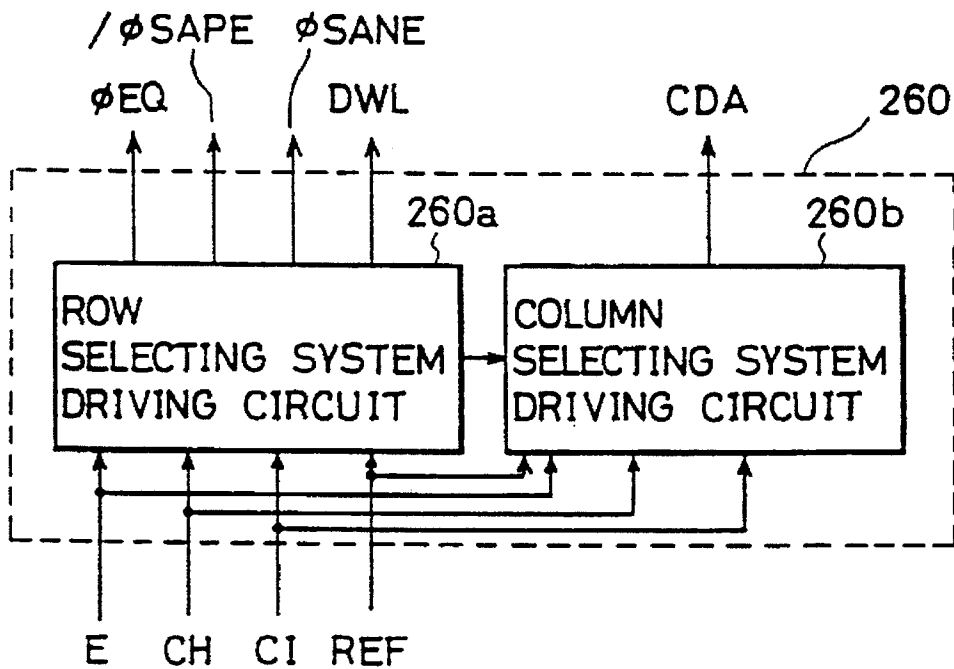 /φSAPE φSANE
φEQ DWL CDA 260
260a 260b
ROW
SELECTING SYSTEM
DRIVING CIRCUIT
COLUMN
SELECTING SYSTEM
DRIVING CIRCUIT
E CH CI REF